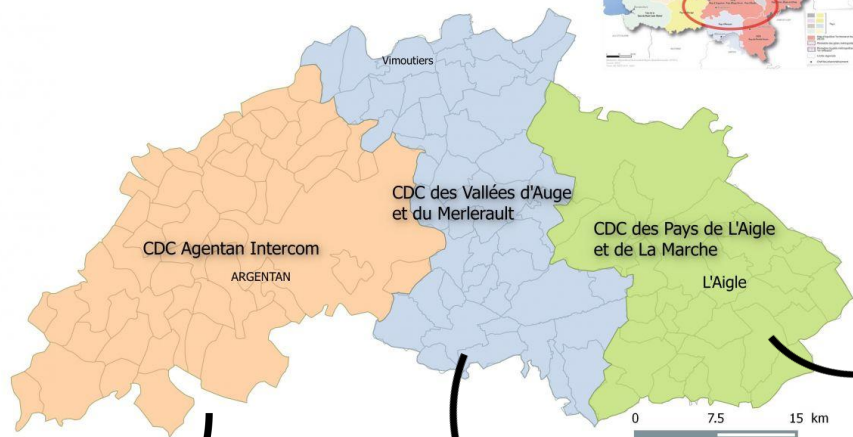 Vimoutiers
CDC des Vallées d'Auge
et du Merlerault
CDC des Pays de L'Aigle
et de La Marche
CDC Agentan Intercom
ARGENTAN
L'Aigle
0 7.5 15 km